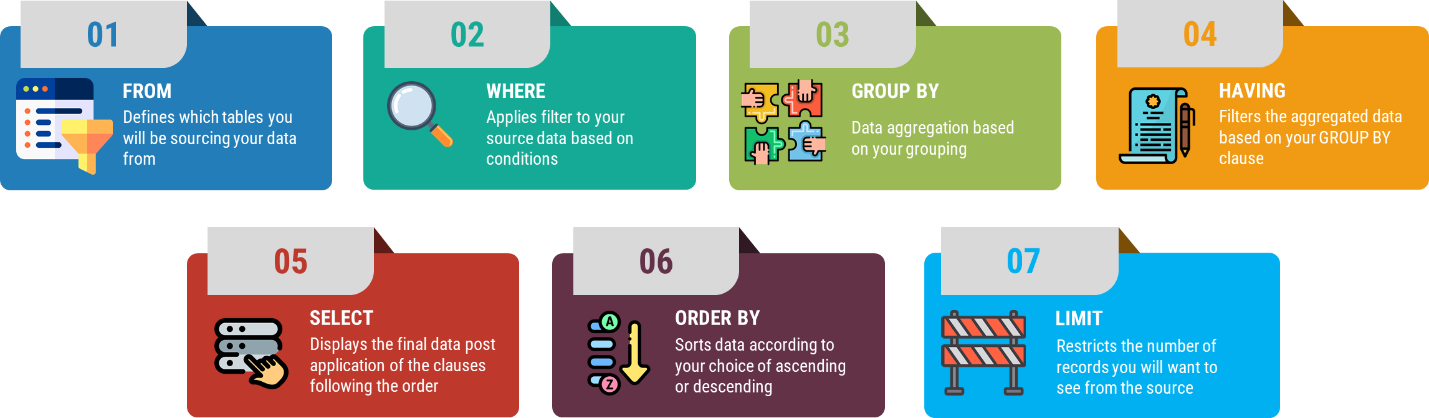 01
FROM
Defines which tables you
will be sourcing your data
from
02
WHERE
Applies filter to your
source data based on
conditions
03
GROUP BY
Data aggregation based
on your grouping
04
HAVING
Filters the aggregated data
based on your GROUP BY
clause
05
SELECT
Displays the final data post
application of the clauses
following the order
06
A
Z
ORDER BY
Sorts data according to
your choice of ascending
or descending
07
LIMIT
Restricts the number of
records you will want to
see from the source